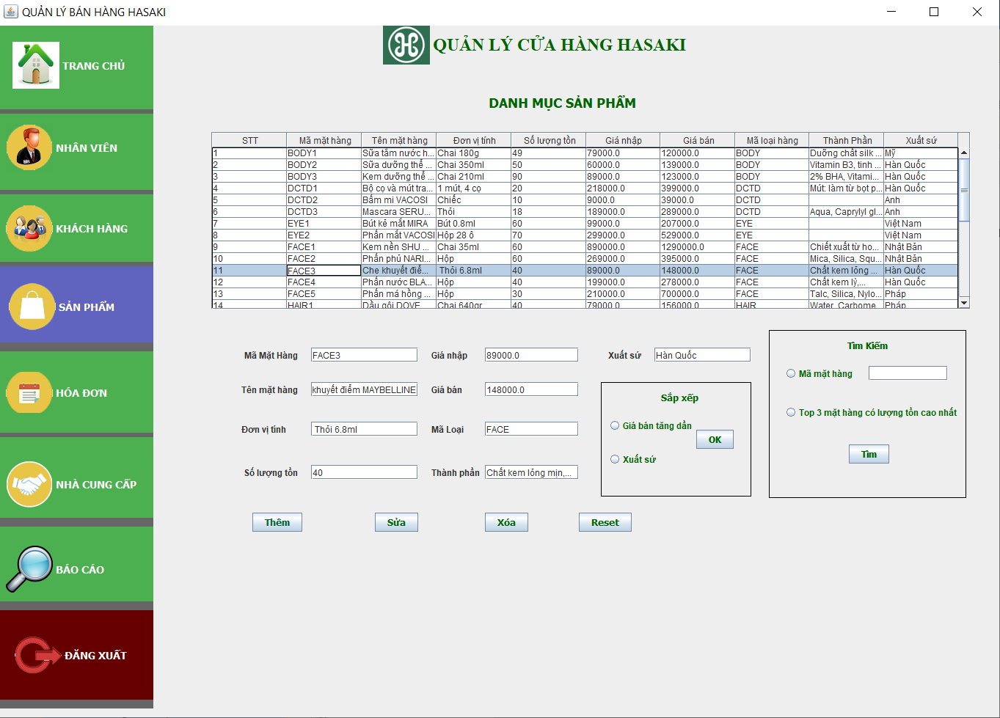 QUẢN LÝ BÁN HÀNG HASAKI
TRANG CHỦ
NHÂN VIÊN
KHÁCH HÀNG
SẢN PHẨM
HÓA ĐƠN
NHÀ CUNG CẤP
BÁO CÁO
ĐĂNG XUẤT
QUẢN LÝ CỬA HÀNG HASAKI
DANH MỤC SẢN PHẨM
STT Mã mặt hàng Tên mặt hàng Đơn vị tính Số lượng tồn Giá nhập Giá bán Mã loại hàng Thành Phần Xuất sứ
1 BODY1 Sữa tắm nước h... Chai 180g 49 79000.0 120000.0 BODY Duỡng chất silk ... Mỹ
2 BODY2 Sữa dưỡng thể ... Chai 350ml 50 60000.0 139000.0 BODY Vitamin B3, tinh ... Hàn Quốc
3 BODY3 Kem dưỡng thể ... Chai 210ml 90 89000.0 123000.0 BODY 2% BHA, Vitami... Hàn Quốc
4 DCTD1 Bộ cọ và mút tra... 1 mút, 4 cọ 20 218000.0 399000.0 DCTD Mút: làm từ bọt p... Hàn Quốc
5 DCTD2 Bấm mi VACOSI Chiếc 10 9000.0 39000.0 DCTD Anh
6 DCTD3 Mascara SERU... Thỏi 18 189000.0 289000.0 DCTD Aqua, Caprylyl gl... Anh
7 EYE1 Bút kẻ mắt MIRA Bút 0.8ml 60 99000.0 207000.0 EYE Việt Nam
8 EYE2 Phấn mắt VACOSI Hộp 28 ô 70 299000.0 529000.0 EYE Việt Nam
9 FACE1 Kem nền SHU ... Chai 35ml 60 890000.0 1290000.0 FACE Chiết xuất từ ho... Nhật Bản
10 FACE2 Phấn phủ NARI... Hộp 60 269000.0 395000.0 FACE Mica, Silica, Squ... Nhật Bản
11 FACE3 Che khuyết điể... Thỏi 6.8ml 40 89000.0 148000.0 FACE Chất kem lỏng ... Hàn Quốc
12 FACE4 Phấn nước BLA... Hộp 40 199000.0 278000.0 FACE Chất kem lỳ,... Hàn Quốc
13 FACE5 Phấn má hồng ... Hộp 30 210000.0 700000.0 FACE Talc, Silica, Nylo... Pháp
14 HAIR1 Dầu gội DOVE Chai 640gr 40 79000.0 156000.0 HAIR Water, Carbome... Pháp
Mã Mặt Hàng FACE3 Giá nhập 89000.0 Xuất sứ Hàn Quốc
Tên mặt hàng khuyết điểm MAYBELLINE Giá bán 148000.0
Đơn vị tính Thỏi 6.8ml Mã Loại FACE
Số lượng tồn 40 Thành phần Chất kem lỏng mịn,...
Sắp xếp
Giá bán tăng dần
OK
Xuất sứ
Tìm Kiếm
Mã mặt hàng
Top 3 mặt hàng có lượng tồn cao nhất
Tìm
Thêm Sửa Xóa Reset